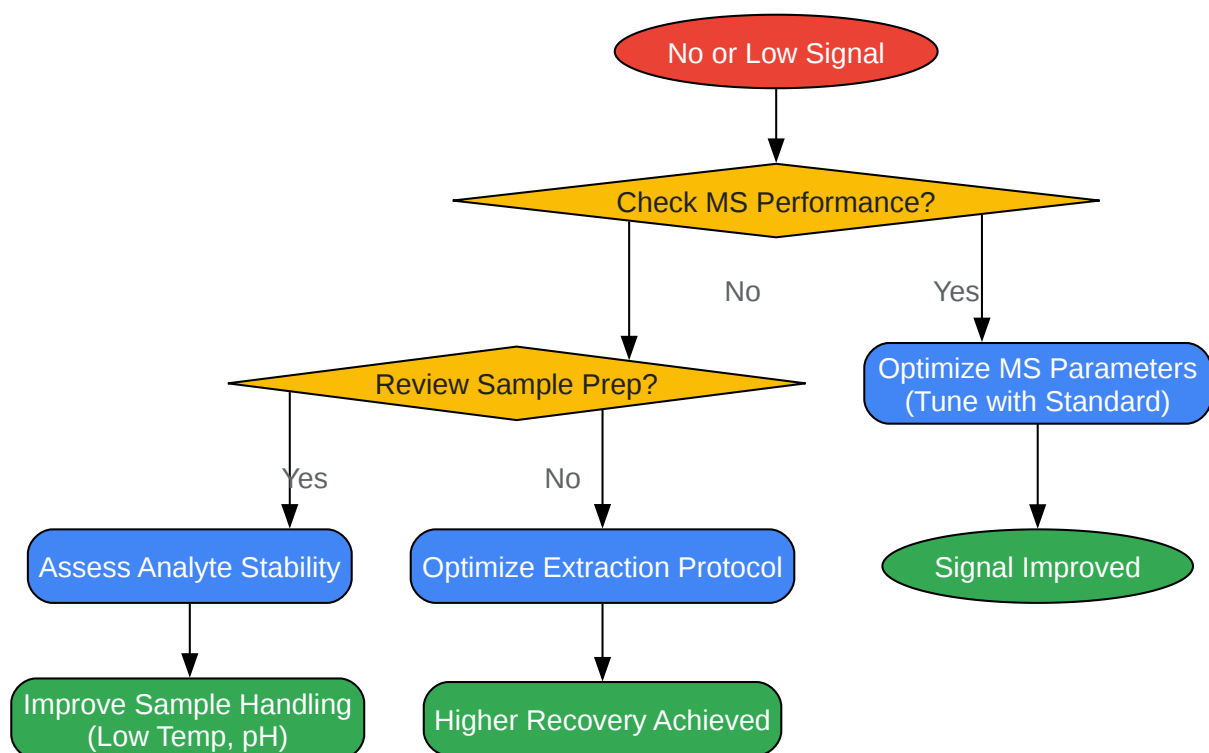 No or Low Signal
Check MS Performance?
No
Yes
Optimize MS Parameters
(Tune with Standard)
Review Sample Prep?
Yes
No
Assess Analyte Stability
Optimize Extraction Protocol
Signal Improved
Improve Sample Handling
(Low Temp, pH)
Higher Recovery Achieved